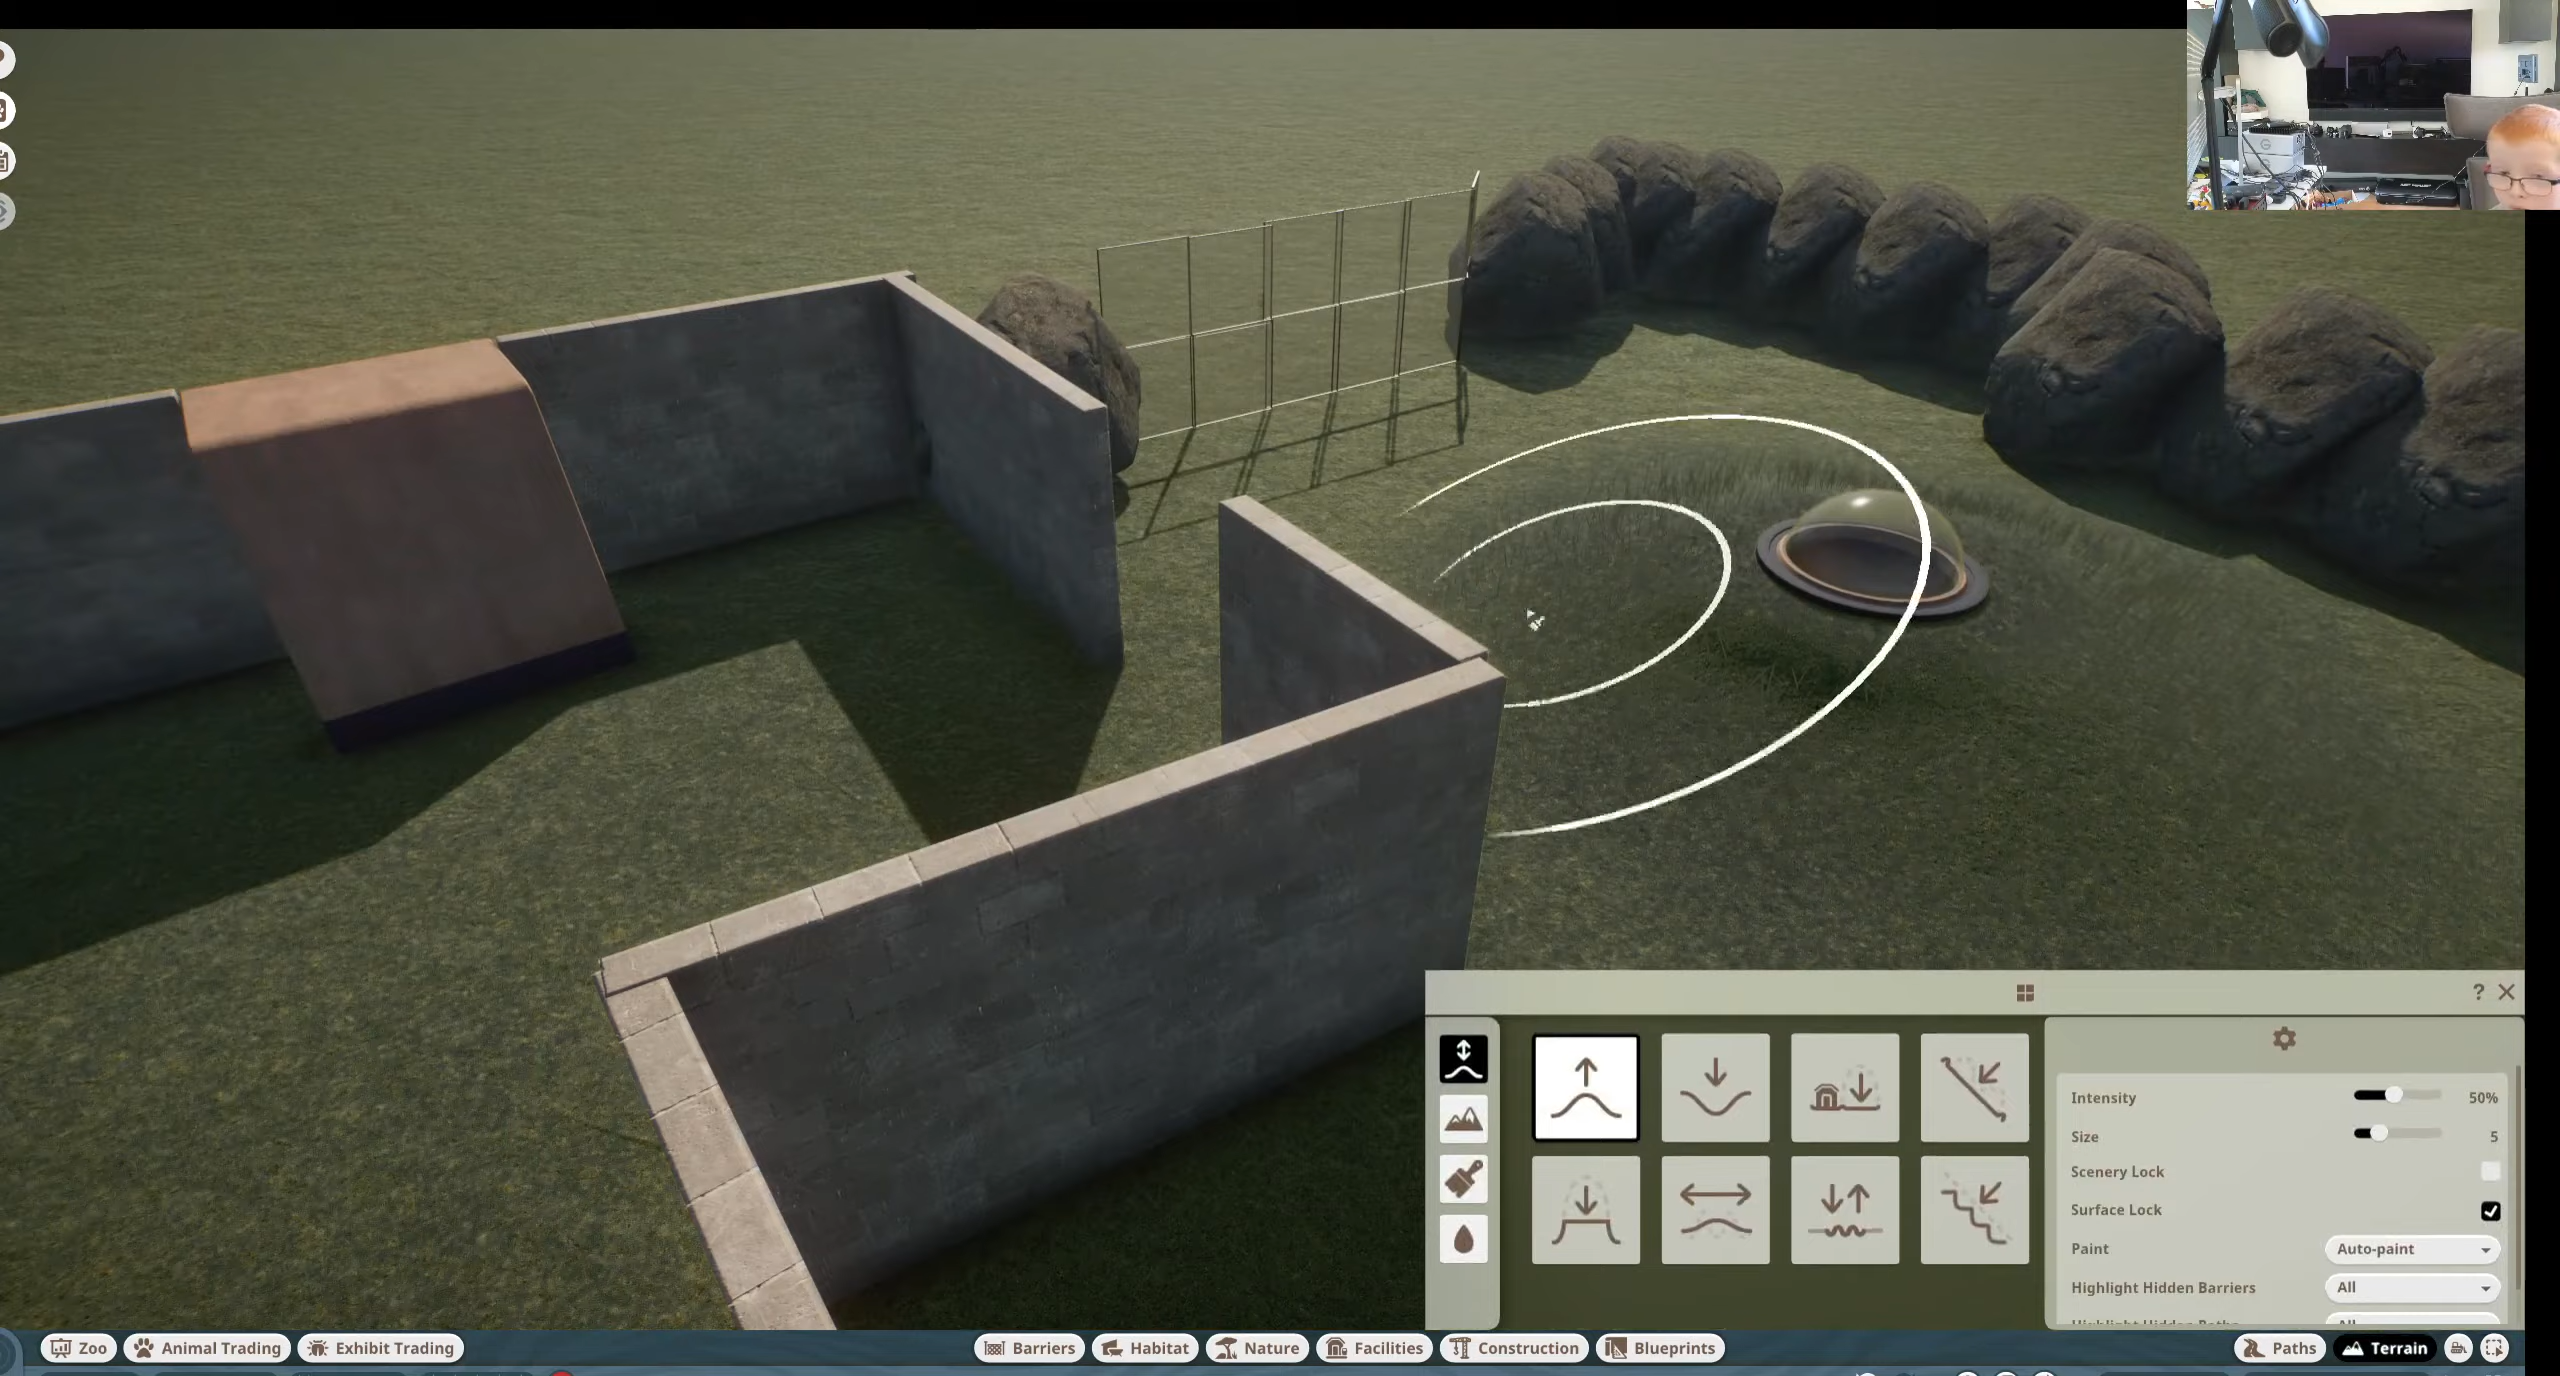 ?
Intensity 50%
Size 5
Scenery Lock
Surface Lock
Paint Auto-paint
Highlight Hidden Barriers All
Zoo Animal Trading Exhibit Trading Barriers Habitat Nature Facilities Construction Blueprints Paths Terrain